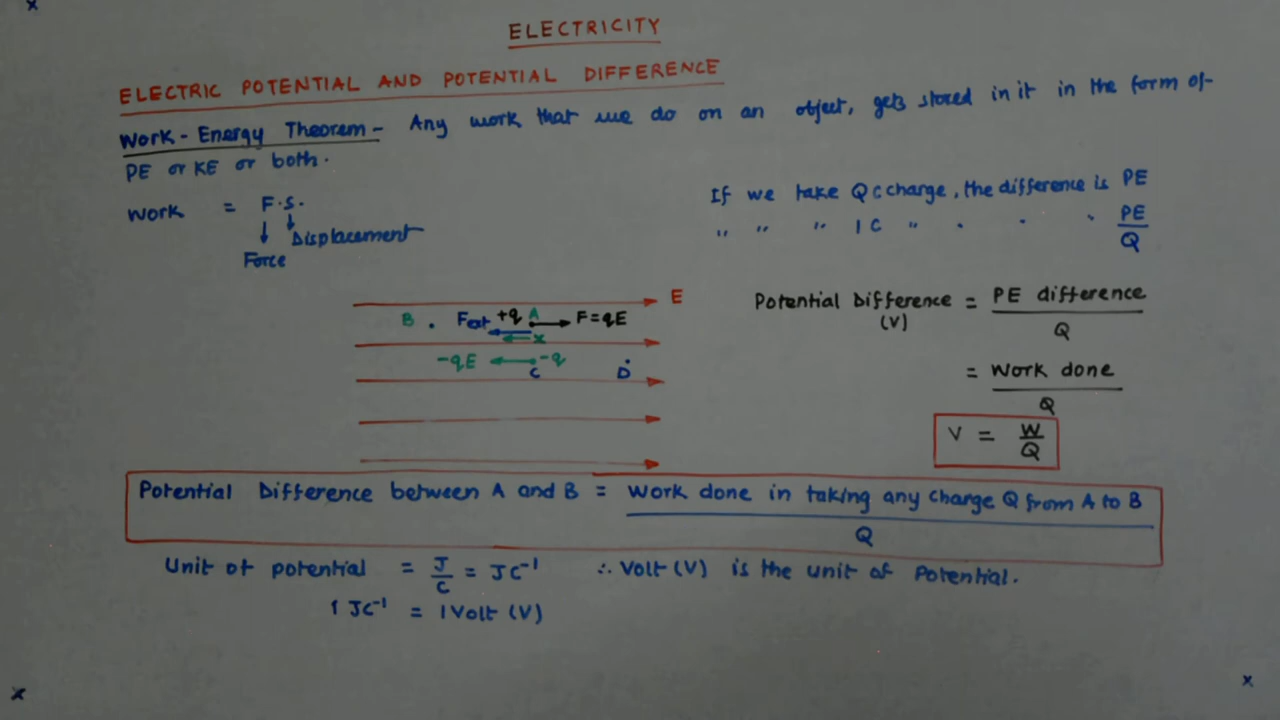 ELECTRICITY
ELECTRIC POTENTIAL AND POTENTIAL DIFFERENCE
Work - Energy Theorem - Any work that we do on an object, gets stored in it in the form of
PE or KE or both.
Work = F.S.
Displacement
Force
If we take Q C charge, the difference is PE
" " " 1 C " " " " PE/Q
E
B . Fext +q A F = qE
x
-qE -q
C D
Potential Difference (V) = PE difference / Q
= Work done / Q
V = W/Q
Potential Difference between A and B = Work done in taking any charge Q from A to B / Q
Unit of potential = J/C = JC⁻¹ ∴ Volt (V) is the unit of Potential.
1 JC⁻¹ = 1 Volt (V)